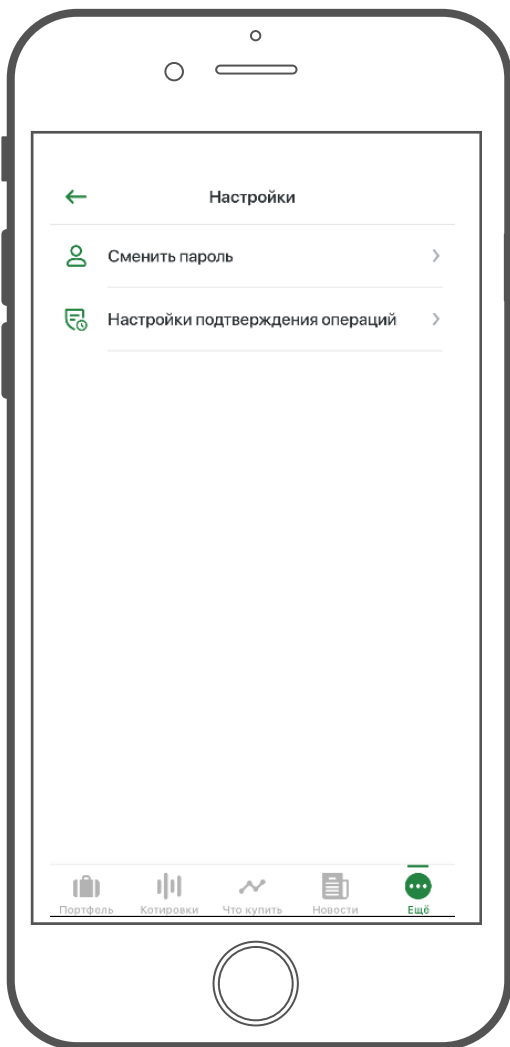 Настройки
Сменить пароль
Настройки подтверждения операций
Портфель Котировки Что купить Новости Ещё